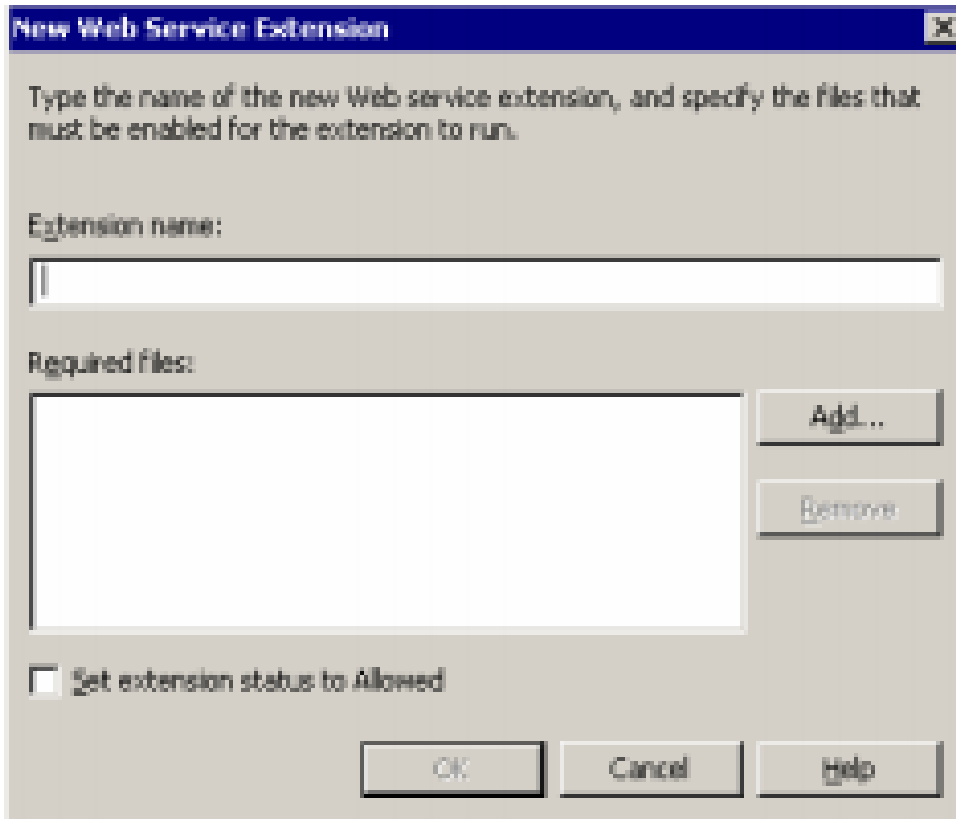 New Web Service Extension
Type the name of the new Web service extension, and specify the files that
must be enabled for the extension to run.
Extension name:
Required files:
Add...
Remove
Set extension status to Allowed
OK
Cancel
Help